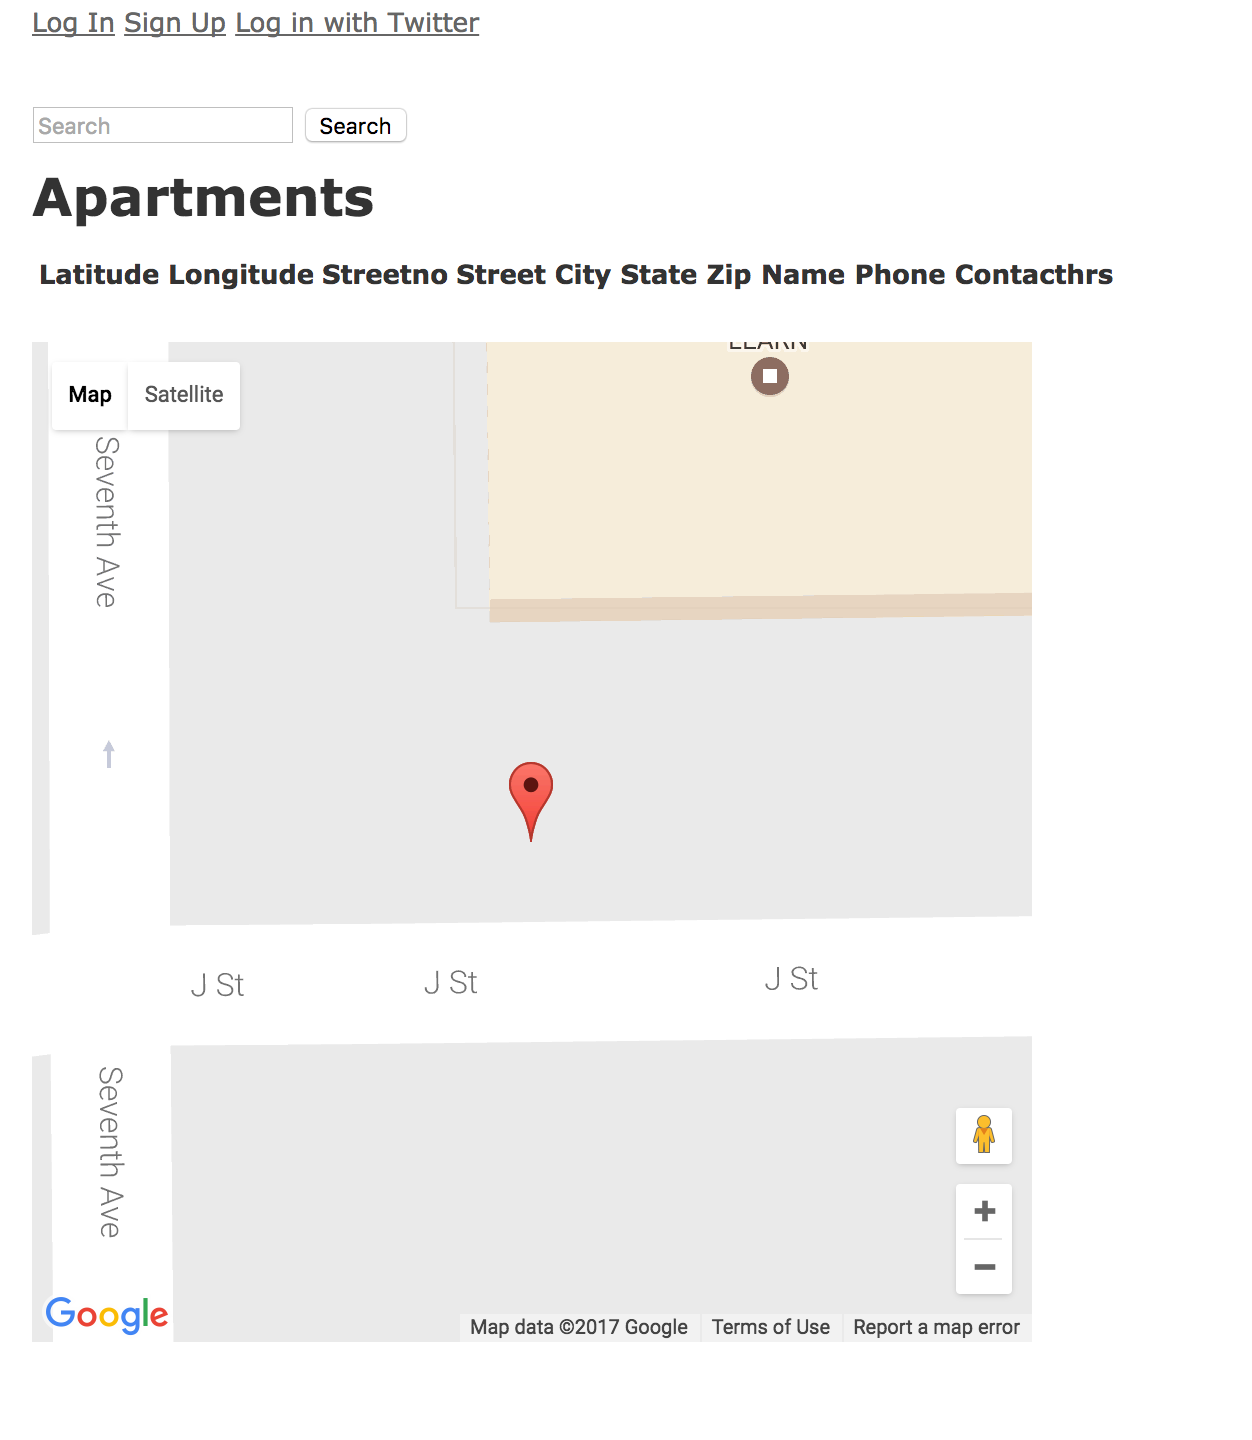 Log In Sign Up Log in with Twitter
Search Search
Apartments
Latitude Longitude Streetno Street City State Zip Name Phone Contacthrs
LEARN
Map Satellite
Seventh Ave
J St J St J St
Seventh Ave
Google
Map data ©2017 Google Terms of Use Report a map error